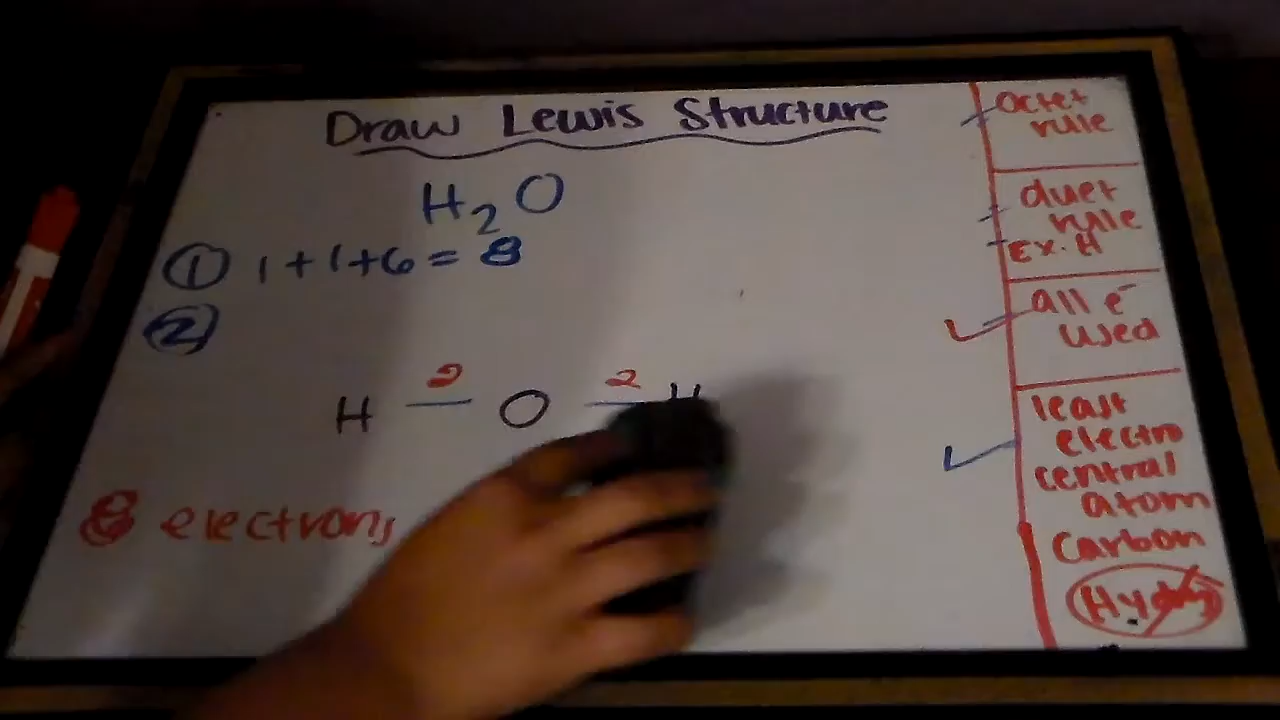 Draw Lewis Structure
H₂O
① 1+1+6= 8
②
2 2
H — O — H
8 electrons
Octet
rule
duet
rule
Ex. H
all e⁻
used
least
electro
central
atom
Carbon